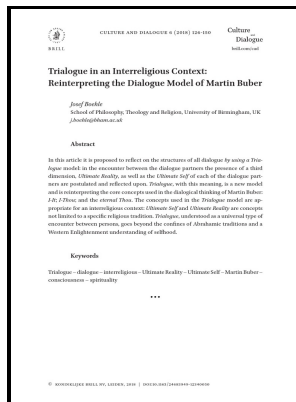 CULTURE AND DIALOGUE 6 (2018) 126-150
Culture
and
Dialogue
BRILL
brill.com/cad
Trialogue in an Interreligious Context:
Reinterpreting the Dialogue Model of Martin Buber
Josef Boehle
School of Philosophy, Theology and Religion, University of Birmingham, UK
j.boehle@bham.ac.uk
Abstract
In this article it is proposed to reflect on the structures of all dialogue by using a Tria-
logue model: in the encounter between the dialogue partners the presence of a third
dimension, Ultimate Reality, as well as the Ultimate Self of each of the dialogue part-
ners are postulated and reflected upon. Trialogue, with this meaning, is a new model
and is reinterpreting the core concepts used in the dialogical thinking of Martin Buber:
I-It; I-Thou; and the eternal Thou. The concepts used in the Trialogue model are ap-
propriate for an interreligious context: Ultimate Self and Ultimate Reality are concepts
not limited to a specific religious tradition. Trialogue, understood as a universal type of
encounter between persons, goes beyond the confines of Abrahamic traditions and a
Western Enlightenment understanding of selfhood.
Keywords
Trialogue – dialogue – interreligious – Ultimate Reality – Ultimate Self – Martin Buber –
consciousness – spirituality
© KONINKLIJKE BRILL NV, LEIDEN, 2018 | DOI:10.1163/24683949-12340050